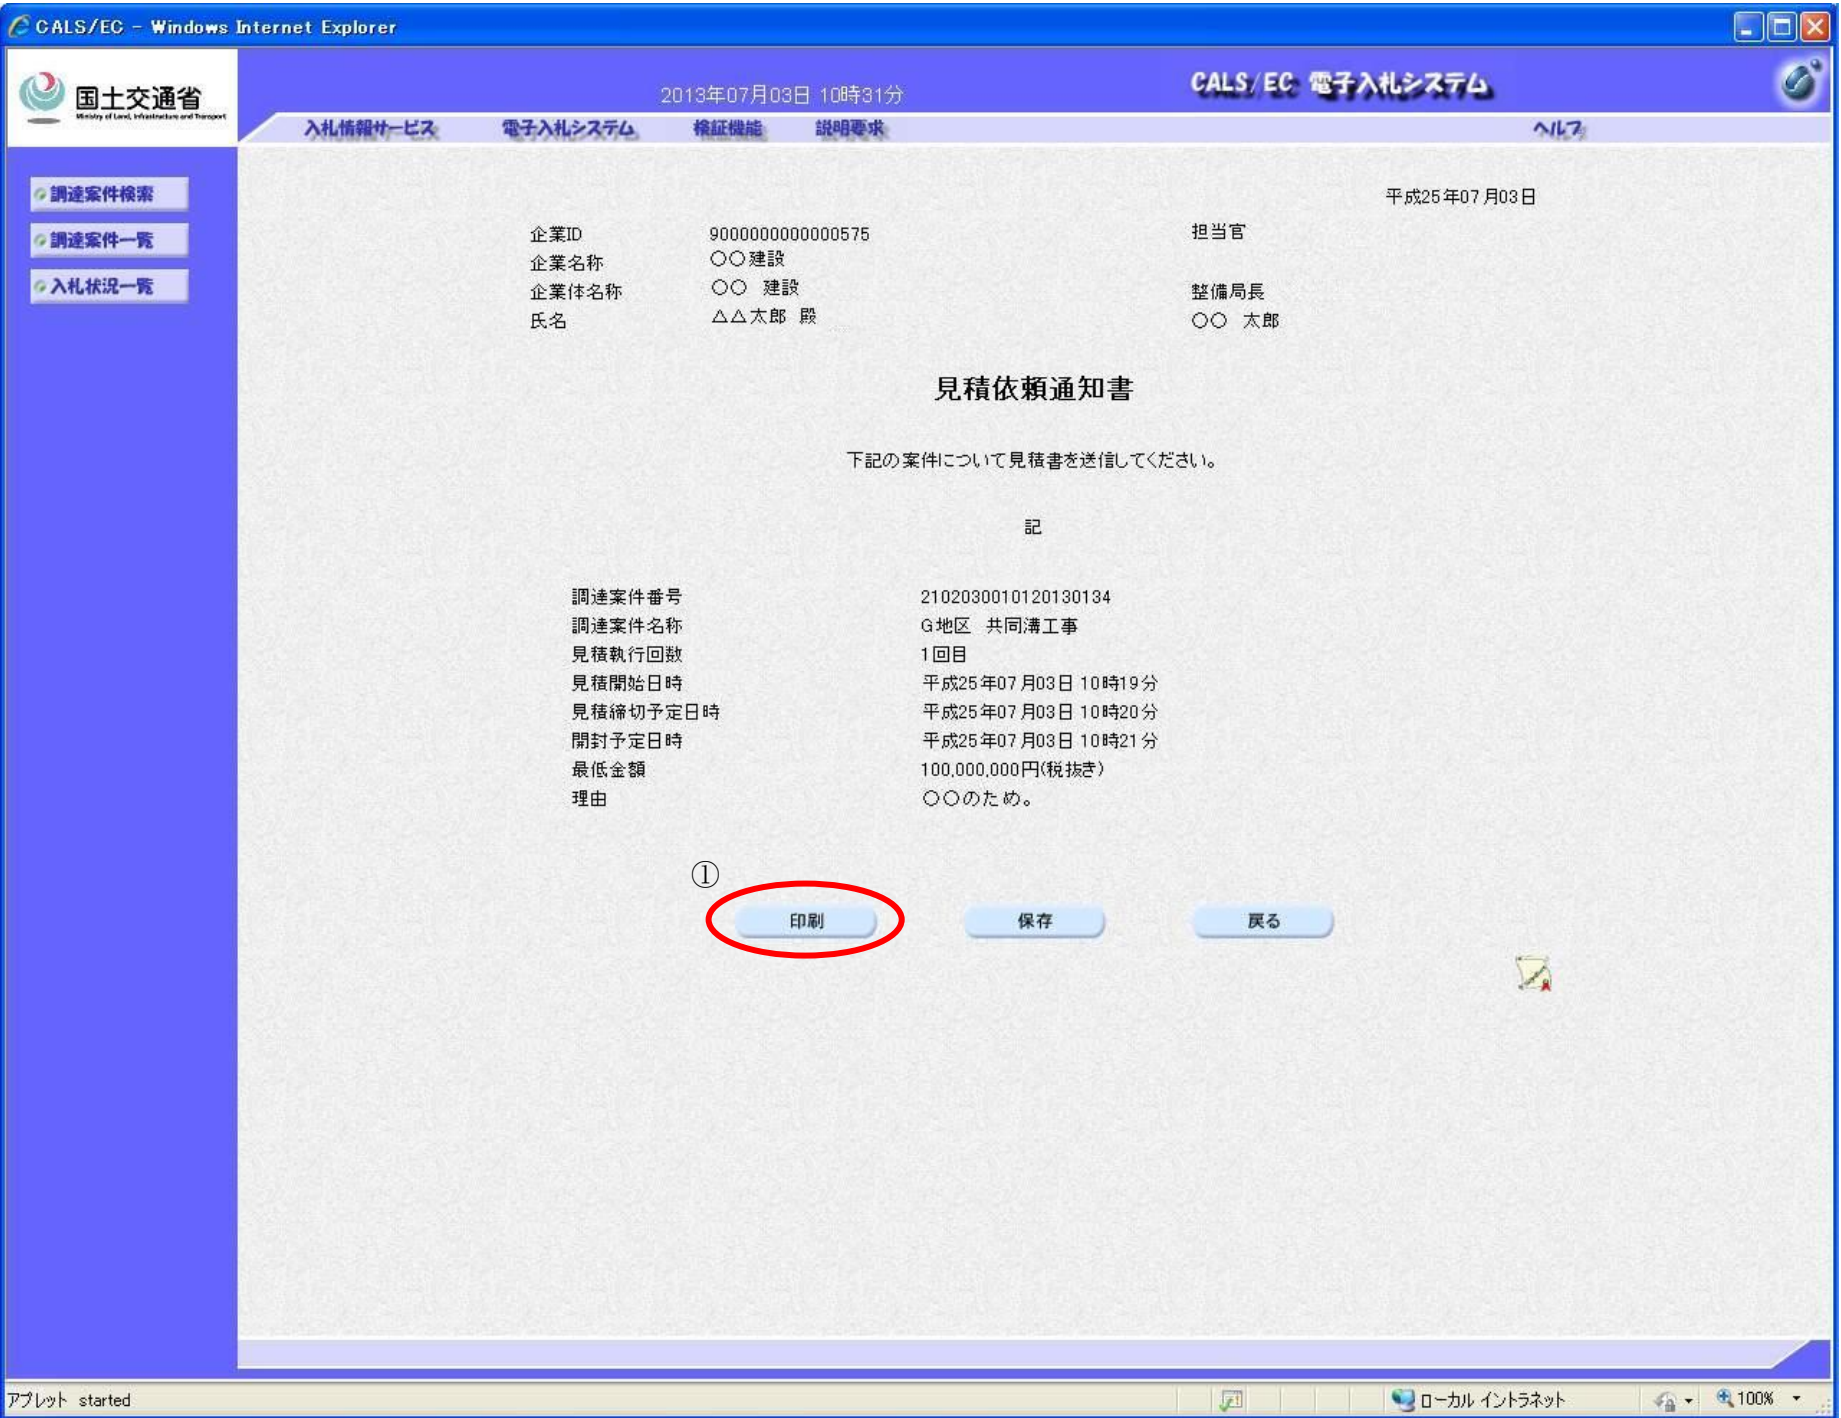 CALS/EC - Windows Internet Explorer
国土交通省
Ministry of Land, Infrastructure and Transport
2013年07月03日 10時31分
CALS/EC 電子入札システム
入札情報サービス 電子入札システム 検証機能 説明要求 ヘルプ
調達案件検索
調達案件一覧
入札状況一覧
平成25年07月03日
企業ID 9000000000000575 担当官
企業名称 〇〇建設
企業体名称 〇〇 建設 整備局長
氏名 △△太郎 殿 〇〇 太郎
見積依頼通知書
下記の案件について見積書を送信してください。
記
調達案件番号 2102030010120130134
調達案件名称 G地区 共同溝工事
見積執行回数 1回目
見積開始日時 平成25年07月03日 10時19分
見積締切予定日時 平成25年07月03日 10時20分
開封予定日時 平成25年07月03日 10時21分
最低金額 100,000,000円(税抜き)
理由 〇〇のため。
①
印刷 保存 戻る
アプレット started ローカル イントラネット 100%